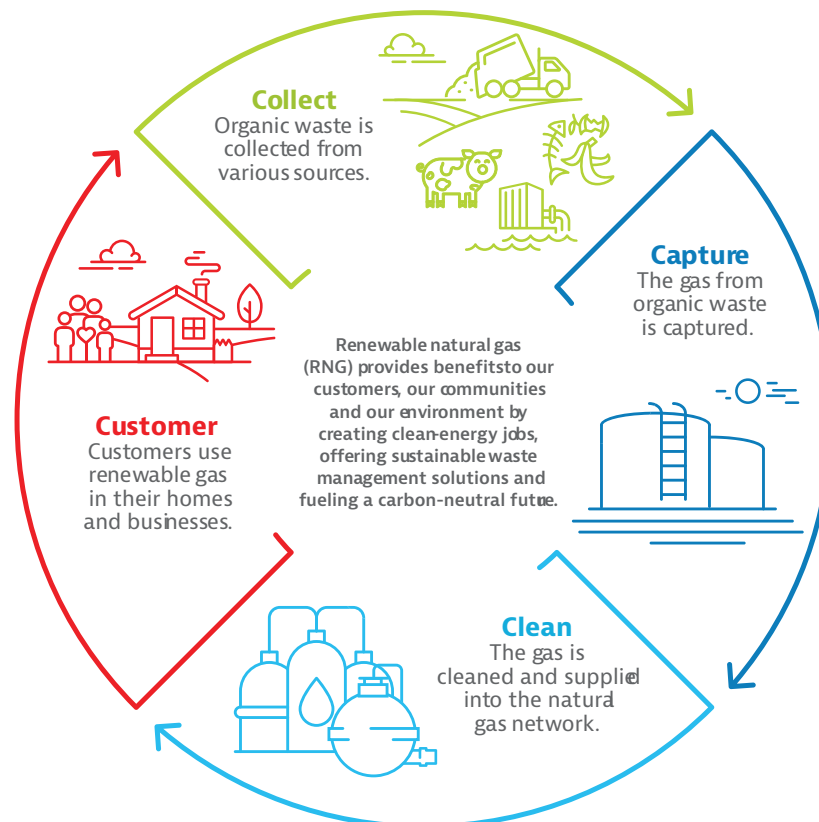 Collect
Organic waste is
collected from
various sources.
Capture
The gas from
organic waste
is captured.
Renewable natural gas
(RNG) provides benefitsto our
customers, our communities
and our environment by
creating clean-energy jobs,
offering sustainable waste
management solutions and
fueling a carbon-neutral future.
Customer
Customers use
renewable gas
in their homes
and businesses.
Clean
The gas is
cleaned and supplied
into the natural
gas network.